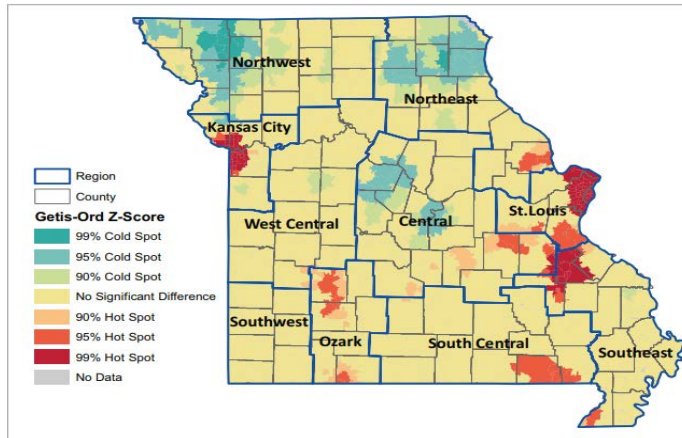 Northwest
Northeast
Kansas City
Region
County
Getis-Ord Z-Score
99% Cold Spot
95% Cold Spot
90% Cold Spot
No Significant Difference
90% Hot Spot
95% Hot Spot
99% Hot Spot
No Data
West Central
Central
St.Louis
Southwest
Ozark
South Central
Southeast